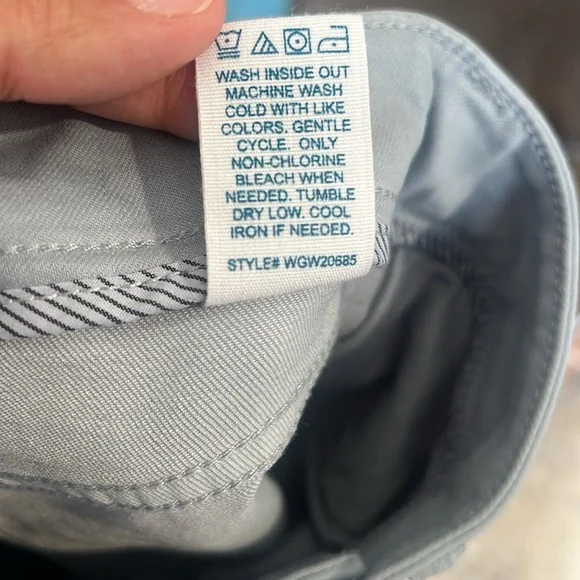 WASH INSIDE OUT
MACHINE WASH
COLD WITH LIKE
COLORS. GENTLE
CYCLE. ONLY
NON-CHLORINE
BLEACH WHEN
NEEDED. TUMBLE
DRY LOW. COOL
IRON IF NEEDED.
STYLE# WGW20685